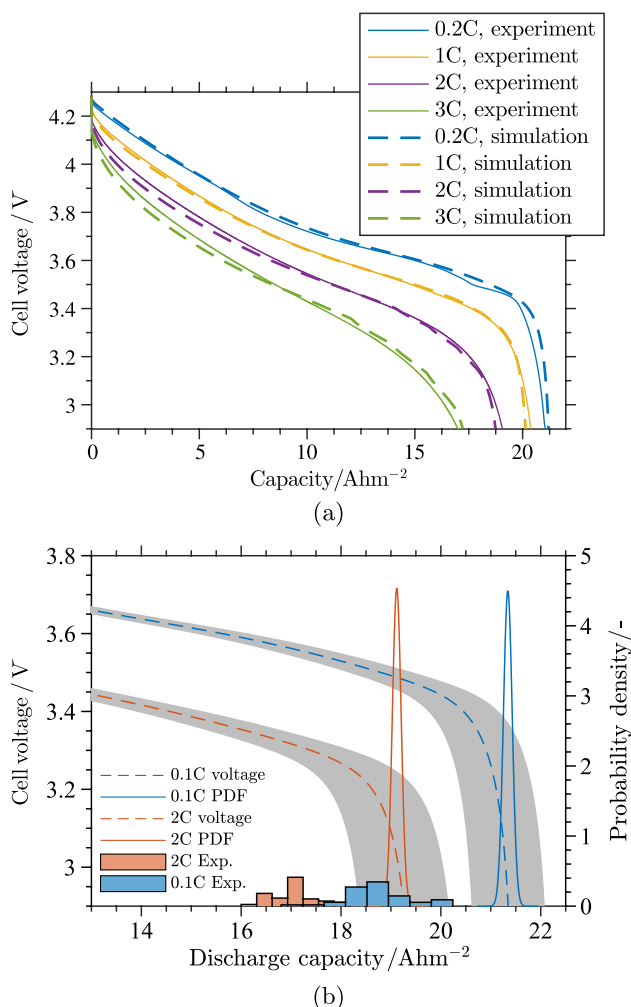 0.2C, experiment
1C, experiment
2C, experiment
3C, experiment
0.2C, simulation
1C, simulation
2C, simulation
3C, simulation
4.2
4
3.8
3.6
3.4
3.2
3
Cell voltage / V
0 5 10 15 20
Capacity/Ahm⁻²
(a)
3.8
3.6
3.4
3.2
3
Cell voltage / V
5
4
3
2
1
0
Probability density/-
0.1C voltage
0.1C PDF
2C voltage
2C PDF
2C Exp.
0.1C Exp.
14 16 18 20 22
Discharge capacity/Ahm⁻²
(b)